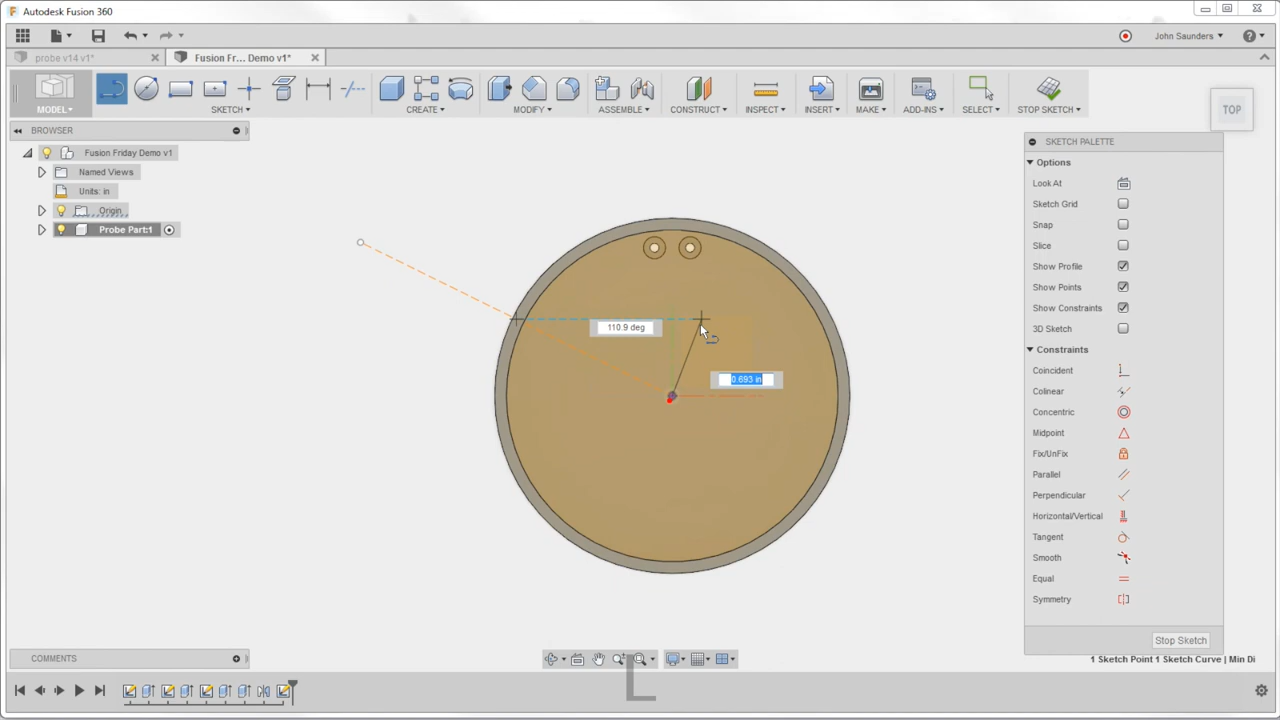 Autodesk Fusion 360
John Saunders
probe v14 v1*
Fusion Fr... Demo v1*
MODEL
SKETCH
CREATE
MODIFY
ASSEMBLE
CONSTRUCT
INSPECT
INSERT
MAKE
ADD-INS
SELECT
STOP SKETCH
TOP
BROWSER
Fusion Friday Demo v1
Named Views
Units: in
Origin
Probe Part:1
110.9 deg
0.693 in
SKETCH PALETTE
Options
Look At
Sketch Grid
Snap
Slice
Show Profile
Show Points
Show Constraints
3D Sketch
Constraints
Coincident
Colinear
Concentric
Midpoint
Fix/UnFix
Parallel
Perpendicular
Horizontal/Vertical
Tangent
Smooth
Equal
Symmetry
Stop Sketch
COMMENTS
1 Sketch Point 1 Sketch Curve | Min Di
L